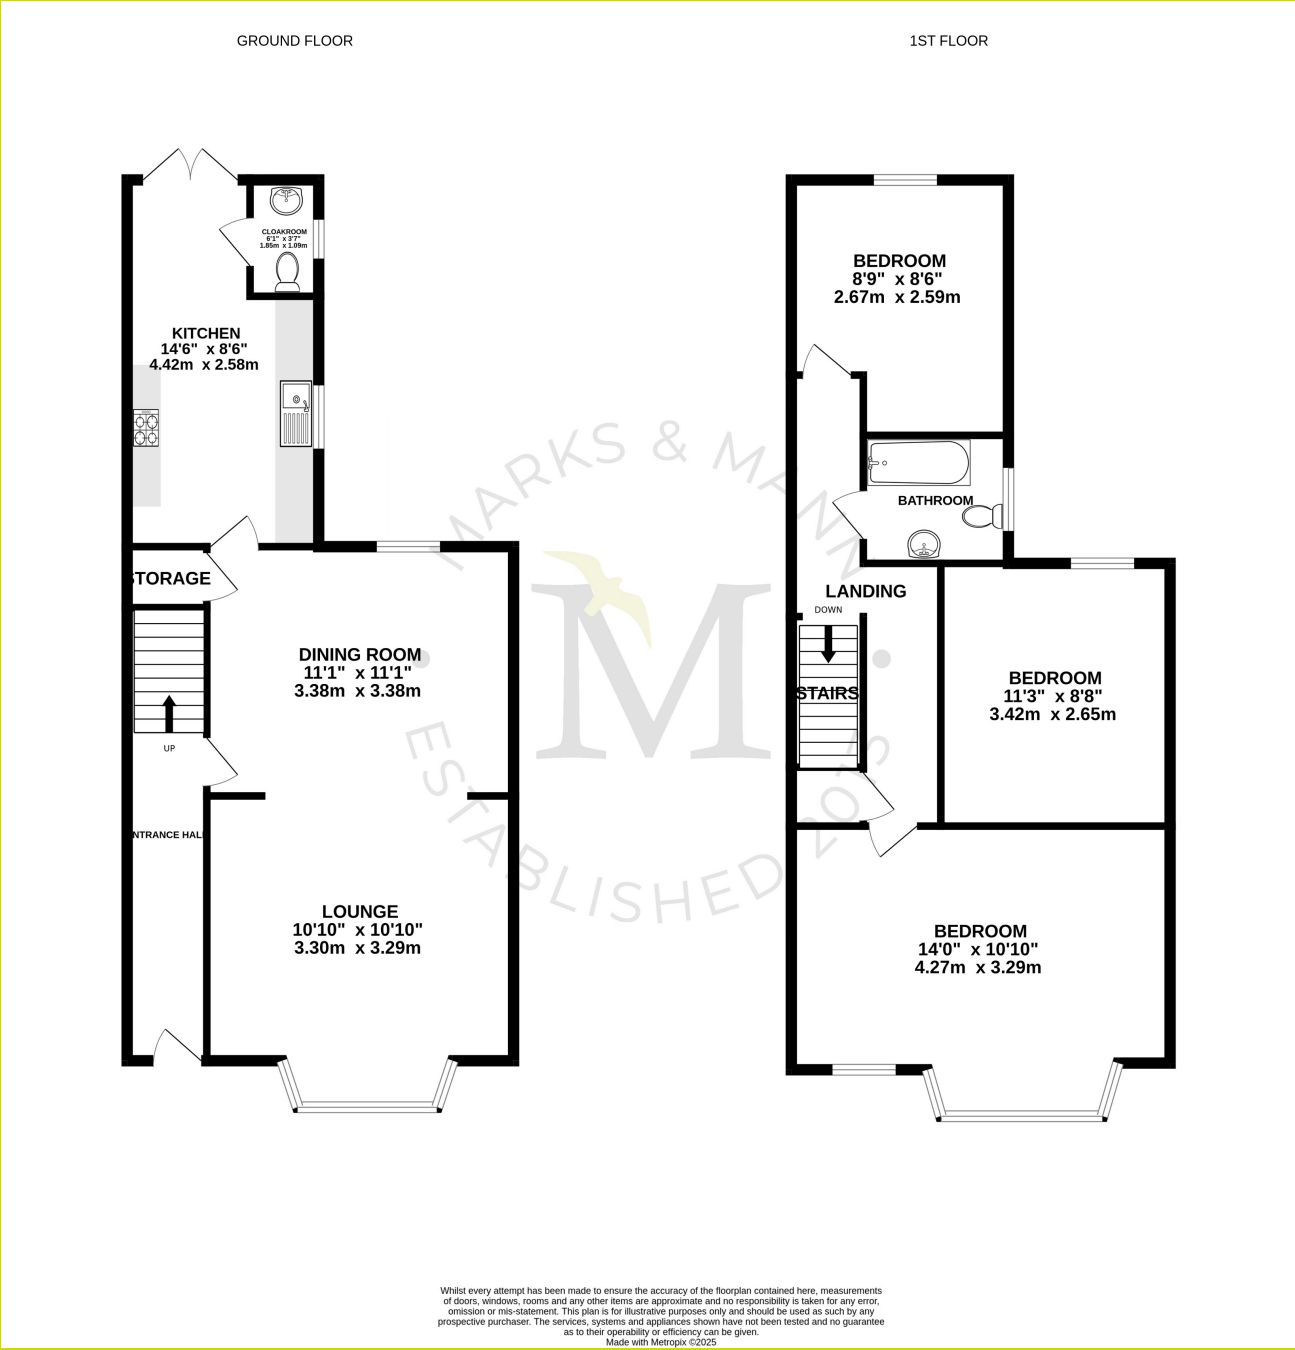 GROUND FLOOR
1ST FLOOR
CLOAKROOM
6'1" x 3'7"
1.85m x 1.09m
KITCHEN
14'6" x 8'6"
4.42m x 2.58m
STORAGE
DINING ROOM
11'1" x 11'1"
3.38m x 3.38m
UP
NTRANCE HALL
LOUNGE
10'10" x 10'10"
3.30m x 3.29m
BEDROOM
8'9" x 8'6"
2.67m x 2.59m
BATHROOM
LANDING
DOWN
STAIRS
BEDROOM
11'3" x 8'8"
3.42m x 2.65m
BEDROOM
14'0" x 10'10"
4.27m x 3.29m
MARKS & MANN
M
ESTABLISHED 2013
Whilst every attempt has been made to ensure the accuracy of the floorplan contained here, measurements
of doors, windows, rooms and any other items are approximate and no responsibility is taken for any error,
omission or mis-statement. This plan is for illustrative purposes only and should be used as such by any
prospective purchaser. The services, systems and appliances shown have not been tested and no guarantee
as to their operability or efficiency can be given.
Made with Metropix ©2025